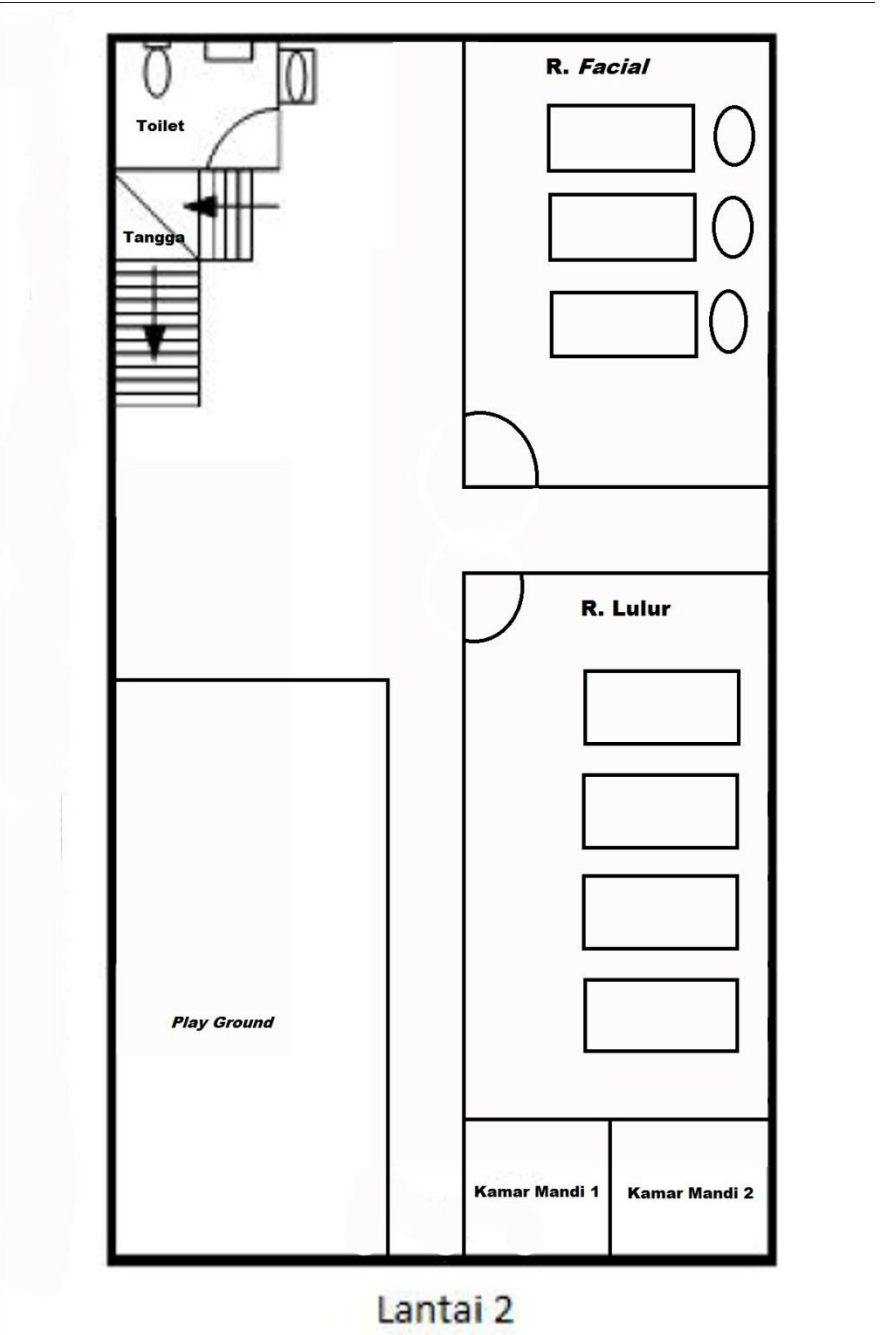 R. Facial
Toilet
Tangga
R. Lulur
Play Ground
Kamar Mandi 1
Kamar Mandi 2
Lantai 2